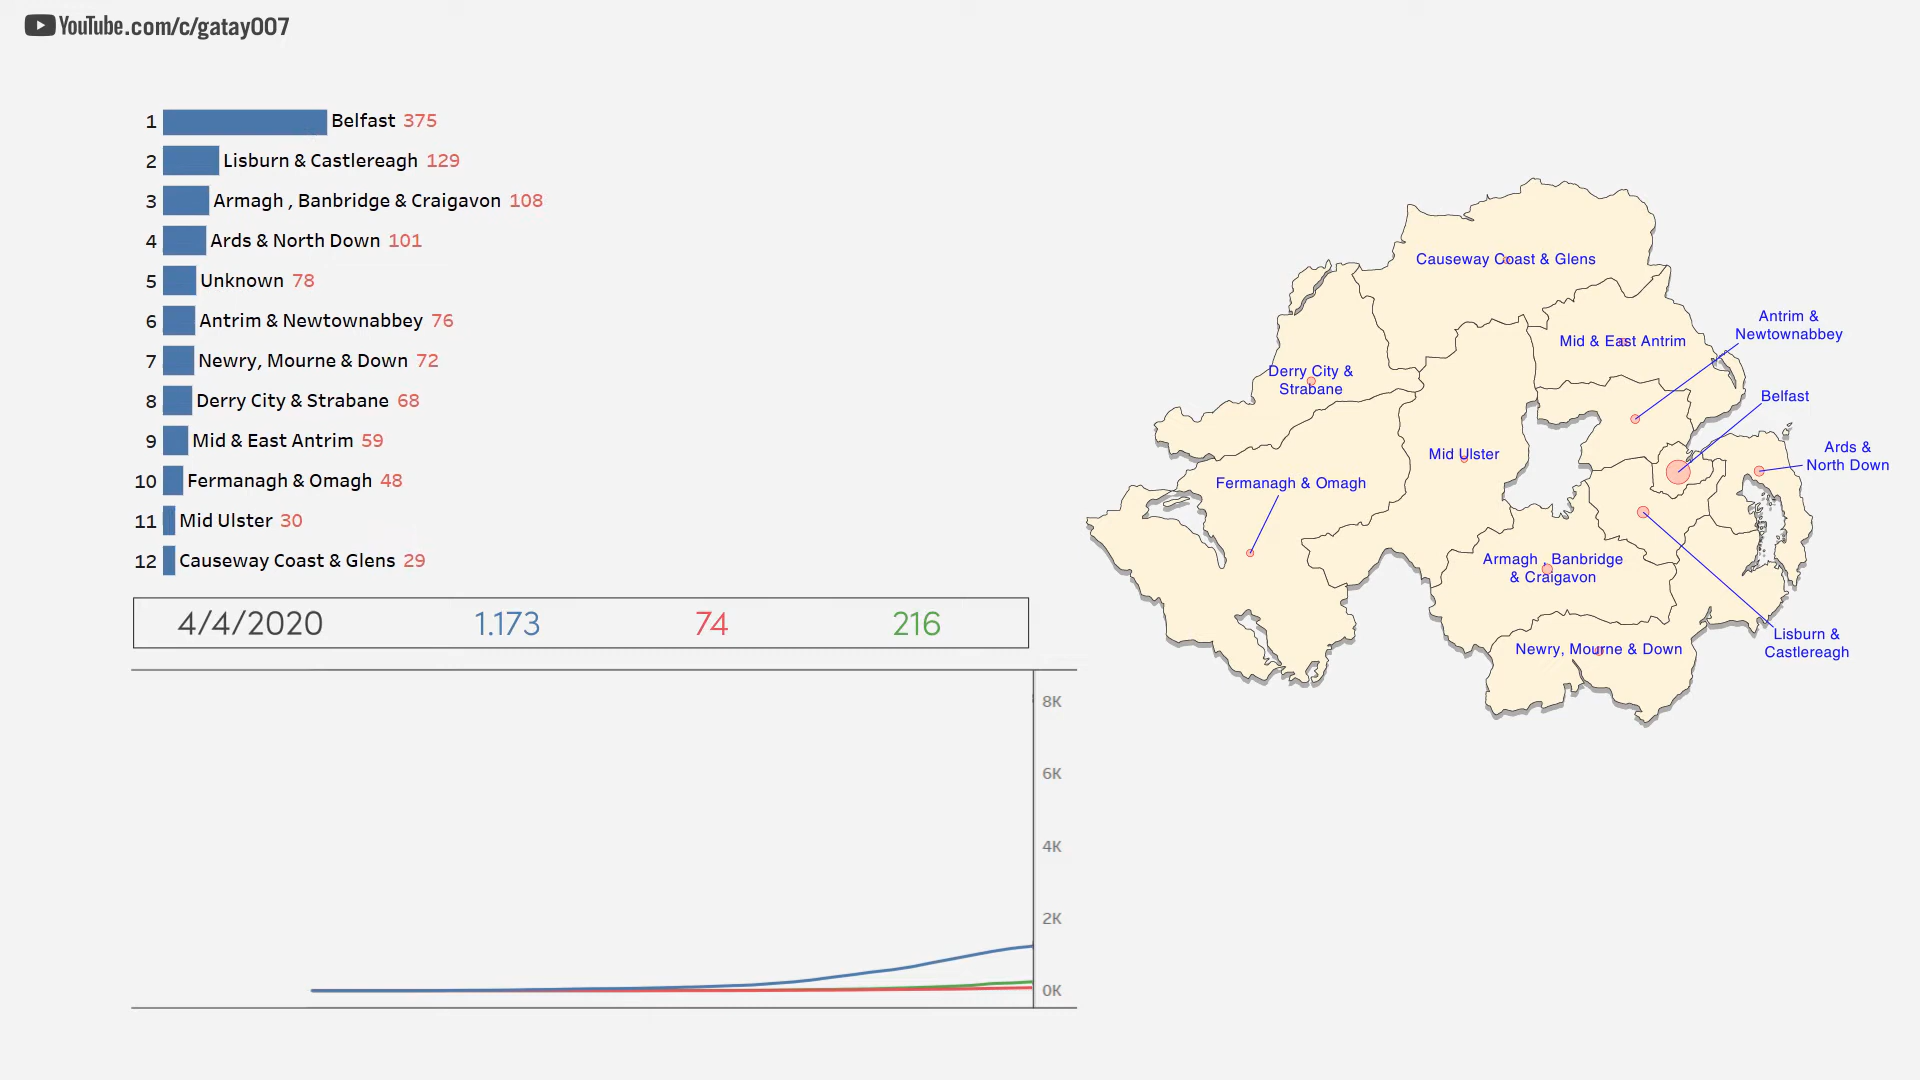 YouTube.com/c/gatay007
1 Belfast 375
2 Lisburn & Castlereagh 129
3 Armagh , Banbridge & Craigavon 108
4 Ards & North Down 101
5 Unknown 78
6 Antrim & Newtownabbey 76
7 Newry, Mourne & Down 72
8 Derry City & Strabane 68
9 Mid & East Antrim 59
10 Fermanagh & Omagh 48
11 Mid Ulster 30
12 Causeway Coast & Glens 29
4/4/2020 1.173 74 216
8K
6K
4K
2K
0K
Causeway Coast & Glens
Antrim &
Newtownabbey
Mid & East Antrim
Derry City &
Strabane
Belfast
Ards &
North Down
Mid Ulster
Fermanagh & Omagh
Armagh , Banbridge
& Craigavon
Lisburn &
Castlereagh
Newry, Mourne & Down